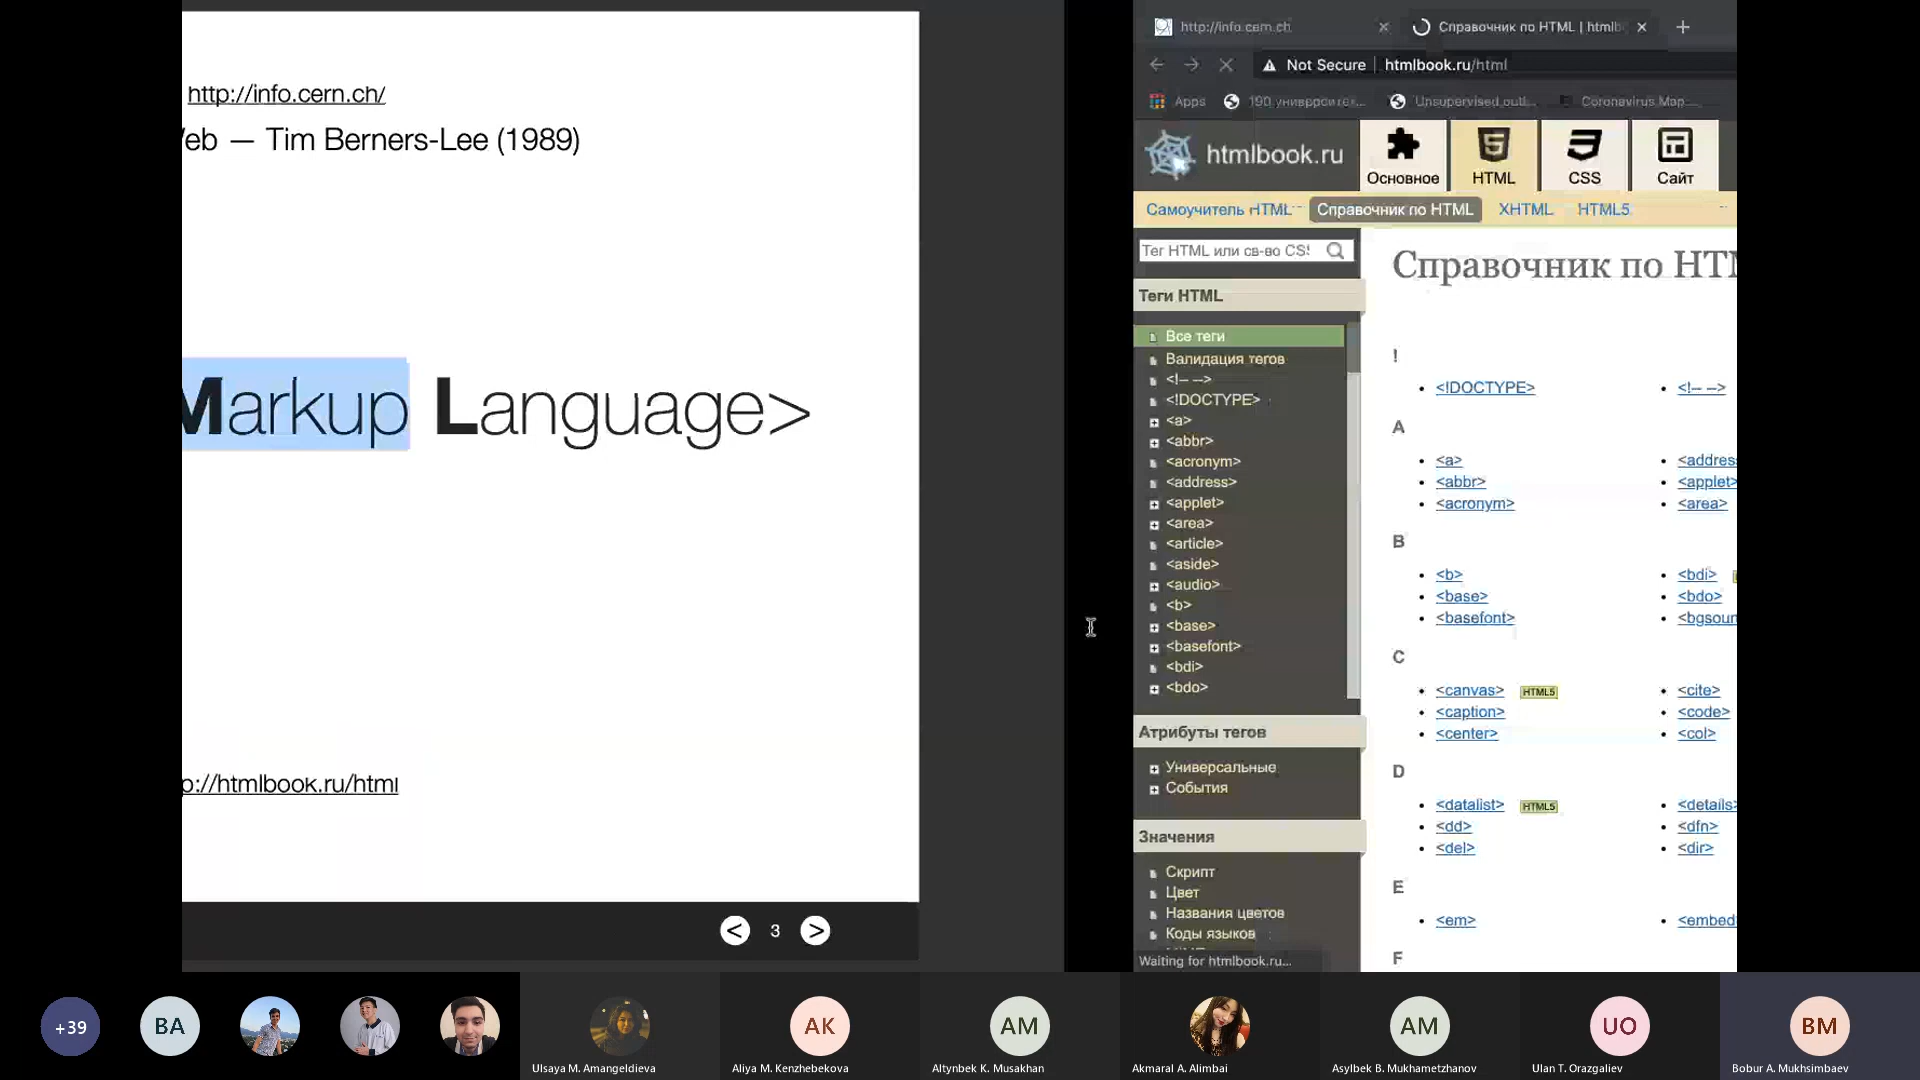 http://info.cern.ch/
eb — Tim Berners-Lee (1989)
Markup Language>
p://htmlbook.ru/html
< 3 >
http://info.cern.ch
Справочник по HTML | htmlb
Not Secure | htmlbook.ru/html
Apps
Unsupervised outl...
Coronavirus Map...
htmlbook.ru
Основное
HTML
CSS
Сайт
Самоучитель HTML
Справочник по HTML
XHTML
HTML5
Тег HTML или св-во CSS
Теги HTML
Все теги
Валидация тегов
<!-- -->
<!DOCTYPE>
<a>
<abbr>
<acronym>
<address>
<applet>
<area>
<article>
<aside>
<audio>
<b>
<base>
<basefont>
<bdi>
<bdo>
Атрибуты тегов
Универсальные
События
Значения
Скрипт
Цвет
Названия цветов
Коды языков
Waiting for htmlbook.ru...
Справочник по HT
!
<!DOCTYPE> <!-- -->
A
<a> <addres
<abbr> <applet>
<acronym> <area>
B
<b> <bdi>
<base> <bdo>
<basefont> <bgsoun
C
<canvas> HTML5 <cite>
<caption> <code>
<center> <col>
D
<datalist> HTML5 <details>
<dd> <dfn>
<del> <dir>
E
<em> <embed
F
+39
BA
Ulsaya M. Amangeldieva
AK
Aliya M. Kenzhebekova
AM
Altynbek K. Musakhan
Akmaral A. Alimbai
AM
Asylbek B. Mukhametzhanov
UO
Ulan T. Orazgaliev
BM
Bobur A. Mukhsimbaev